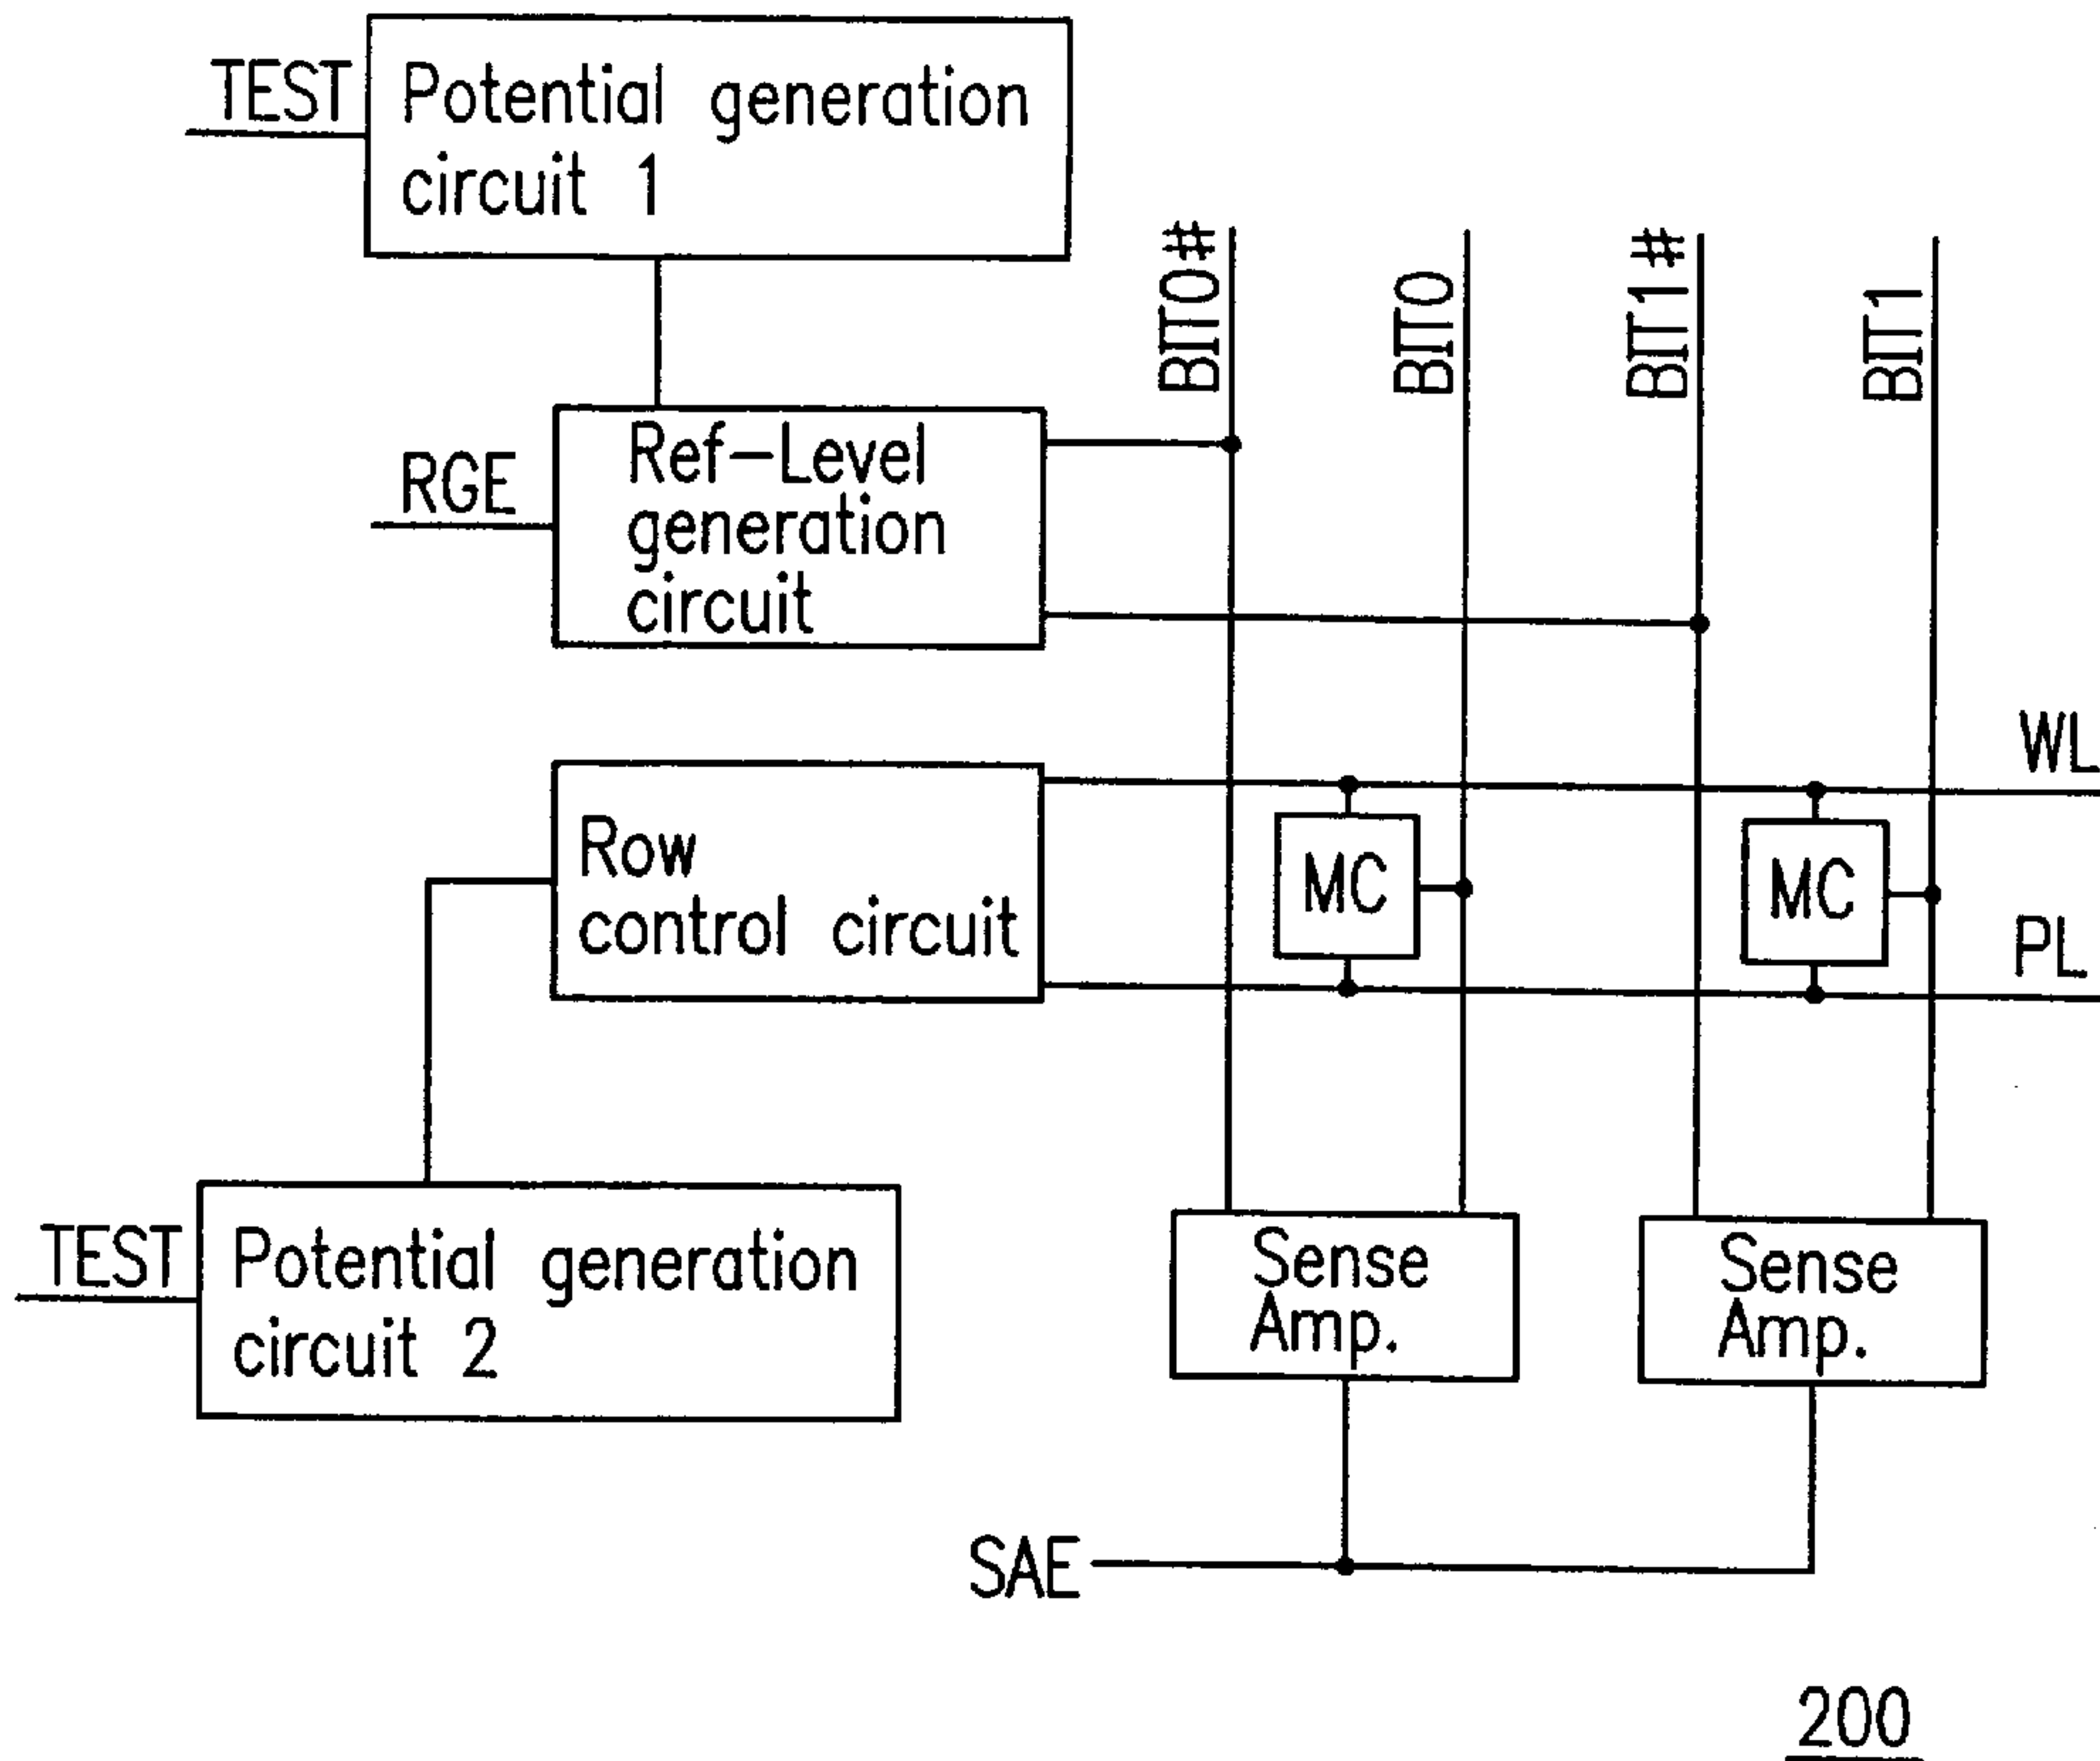 TEST
Potential generation
circuit 1
BIT0#
BIT0
BIT1#
BIT1
RGE
Ref-Level
generation
circuit
WL
Row
control circuit
MC
MC
PL
TEST
Potential generation
circuit 2
Sense
Amp.
Sense
Amp.
SAE
200